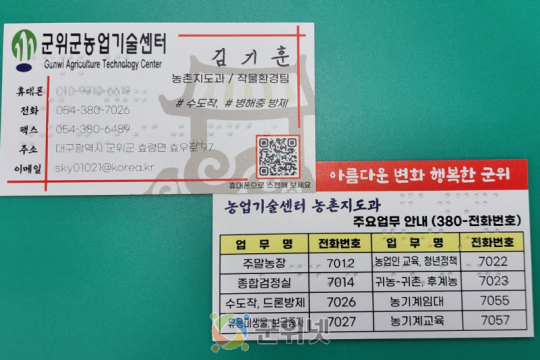 군위군농업기술센터
Gunwi Agriculture Technology Center
김기훈
농촌지도과 / 작물환경팀
# 수도작, # 병해충 방제
휴대폰
전화 054-380-7026
팩스 054-380-6489
주소 대구광역시 군위군 효령면 효우로
이메일 sky01021@korea.kr
휴대폰으로 스캔해 보세요
아름다운 변화 행복한 군위
농업기술센터 농촌지도과
주요업무 안내 (380-전화번호)
업 무 명 전화번호 업 무 명 전화번호
주말농장 7012 농업인 교육, 청년정책 7022
종합검정실 7014 귀농·귀촌, 후계농 7023
수도작, 드론방제 7026 농기계임대 7055
유용미생물, 7027 농기계교육 7057
군위넷